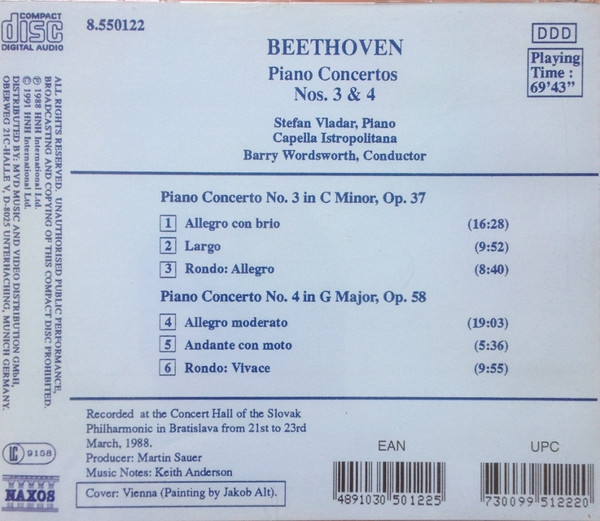 COMPACT
disc
DIGITAL AUDIO
8.550122
DDD
Playing
Time :
69'43"
BEETHOVEN
Piano Concertos
Nos. 3 & 4
Stefan Vladar, Piano
Capella Istropolitana
Barry Wordsworth, Conductor
Piano Concerto No. 3 in C Minor, Op. 37
1 Allegro con brio (16:28)
2 Largo (9:52)
3 Rondo: Allegro (8:40)
Piano Concerto No. 4 in G Major, Op. 58
4 Allegro moderato (19:03)
5 Andante con moto (5:36)
6 Rondo: Vivace (9:55)
Recorded at the Concert Hall of the Slovak
Philharmonic in Bratislava from 21st to 23rd
March, 1988.
Producer: Martin Sauer
Music Notes: Keith Anderson
Cover: Vienna (Painting by Jakob Alt).
EAN
4891030 501225
UPC
730099 512220
ALL RIGHTS RESERVED. UNAUTHORISED PUBLIC PERFORMANCE,
BROADCASTING AND COPYING OF THIS COMPACT DISC PROHIBITED.
℗ 1988 HNH International Ltd.
© 1991 HNH International Ltd.
DISTRIBUTED BY: MVD MUSIC AND VIDEO DISTRIBUTION GmbH,
OBERWEG 21C-HALLE V, D-8025 UNTERHACHING, MUNICH GERMANY.
LC 9158
NAXOS